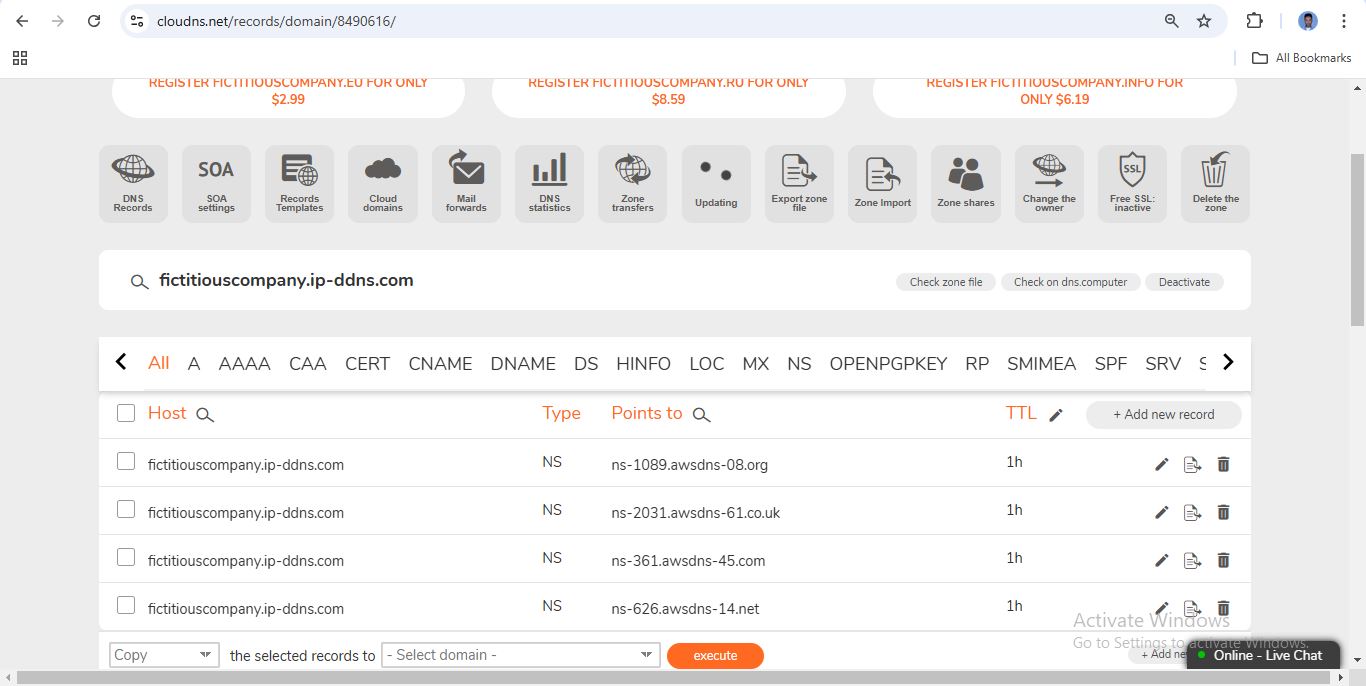 cloudns.net/records/domain/8490616/
All Bookmarks
REGISTER FICTITIOUSCOMPANY.EU FOR ONLY
$2.99
REGISTER FICTITIOUSCOMPANY.RU FOR ONLY
$8.59
REGISTER FICTITIOUSCOMPANY.INFO FOR
ONLY $6.19
DNS
Records
SOA
SOA
settings
Records
Templates
Cloud
domains
Mail
forwards
DNS
statistics
Zone
transfers
Updating
Export zone
file
Zone Import
Zone shares
Change the
owner
SSL
Free SSL:
inactive
Delete the
zone
fictitiouscompany.ip-ddns.com
Check zone file
Check on dns.computer
Deactivate
All A AAAA CAA CERT CNAME DNAME DS HINFO LOC MX NS OPENPGPKEY RP SMIMEA SPF SRV
Host Type Points to TTL + Add new record
fictitiouscompany.ip-ddns.com NS ns-1089.awsdns-08.org 1h
fictitiouscompany.ip-ddns.com NS ns-2031.awsdns-61.co.uk 1h
fictitiouscompany.ip-ddns.com NS ns-361.awsdns-45.com 1h
fictitiouscompany.ip-ddns.com NS ns-626.awsdns-14.net 1h
Activate Windows
Go to Settings to activate Windows.
Copy the selected records to - Select domain - execute
+ Add
Online - Live Chat